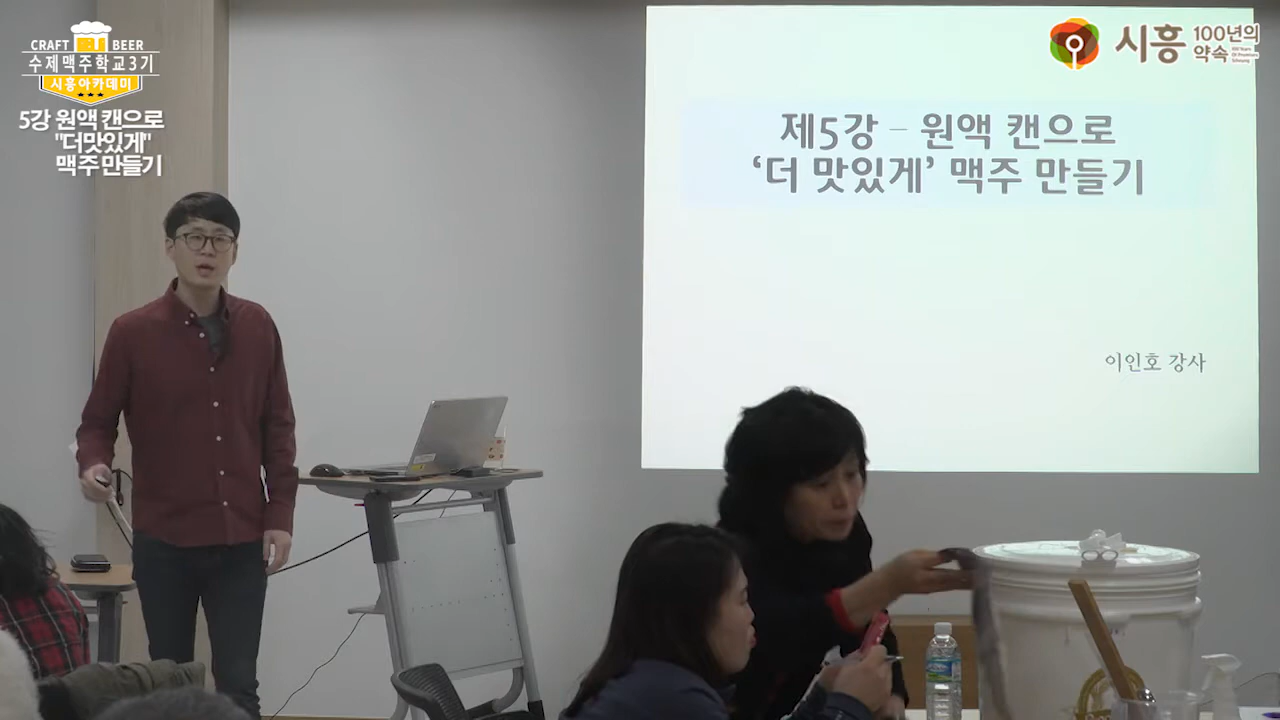 CRAFT BEER
수제맥주학교3기
시흥아카데미
5강 원액 캔으로
"더맛있게"
맥주 만들기
시흥 100년의
약속
제5강 - 원액 캔으로
‘더 맛있게’ 맥주 만들기
이인호 강사